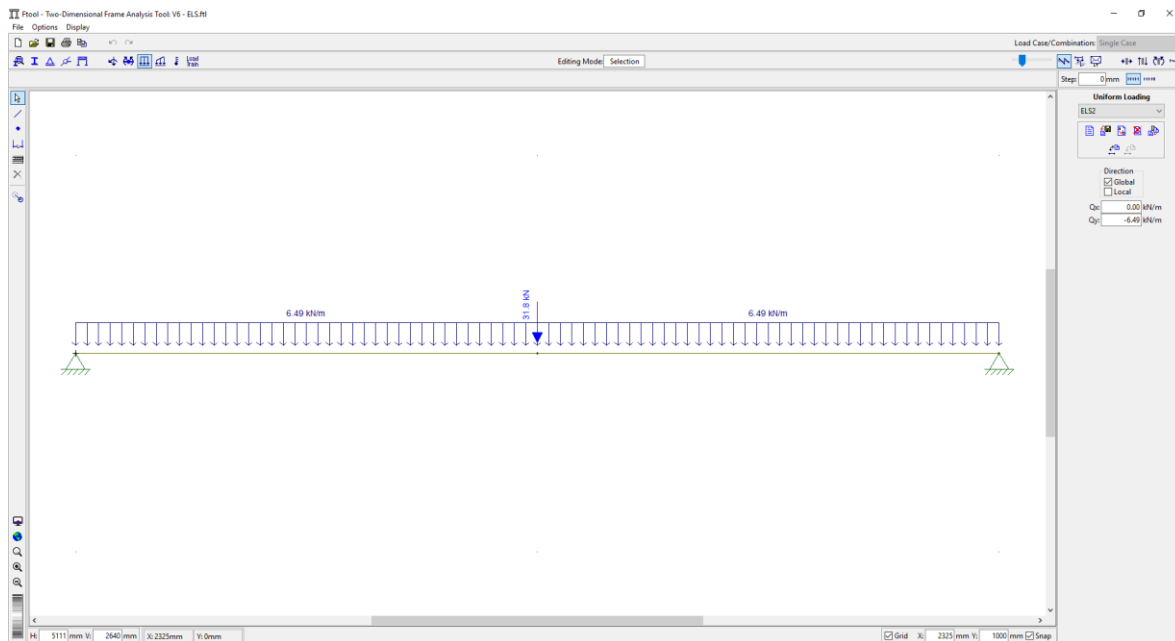 Ftool - Two-Dimensional Frame Analysis Tool: V6 - ELS.ftl
File Options Display
Load Case/Combination: Single Case
Load
Train
Editing Mode: Selection
Step: 0 mm
Uniform Loading
ELS2
Direction
Global
Local
Qx: 0.00 kN/m
Qy: -6.49 kN/m
31.8 kN
6.49 kN/m
6.49 kN/m
H: 5111 mm V: 2640 mm X: 2325mm Y: 0mm
Grid X: 2325 mm Y: 1000 mm Snap